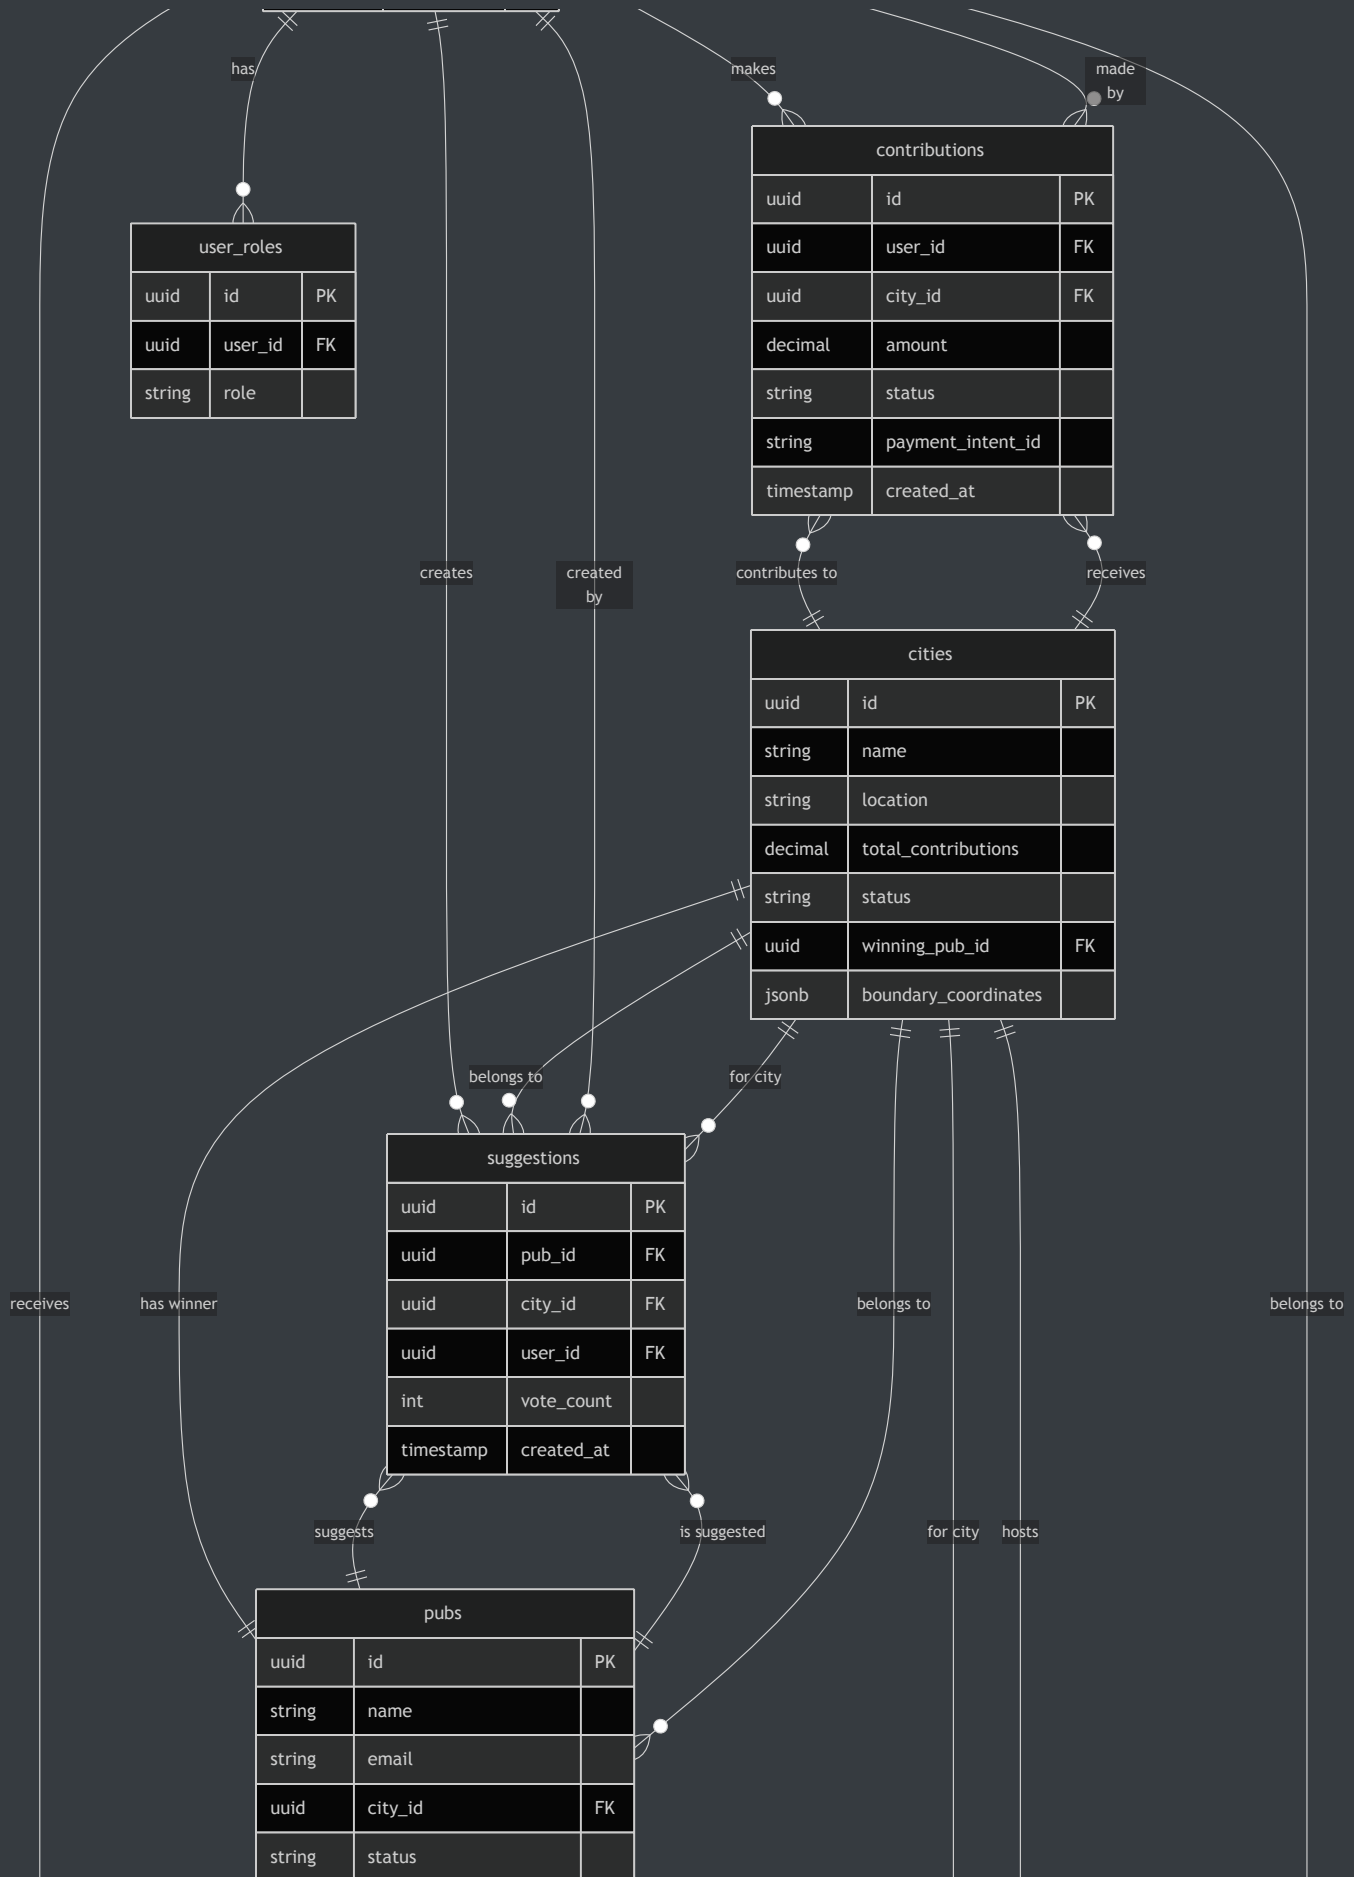 has
makes
made
by
contributions
uuid id PK
uuid user_id FK
uuid city_id FK
decimal amount
string status
string payment_intent_id
timestamp created_at
user_roles
uuid id PK
uuid user_id FK
string role
creates
created
by
contributes to
receives
cities
uuid id PK
string name
string location
decimal total_contributions
string status
uuid winning_pub_id FK
jsonb boundary_coordinates
belongs to
for city
suggestions
uuid id PK
uuid pub_id FK
uuid city_id FK
uuid user_id FK
int vote_count
timestamp created_at
receives
has winner
belongs to
belongs to
suggests
is suggested
for city
hosts
pubs
uuid id PK
string name
string email
uuid city_id FK
string status